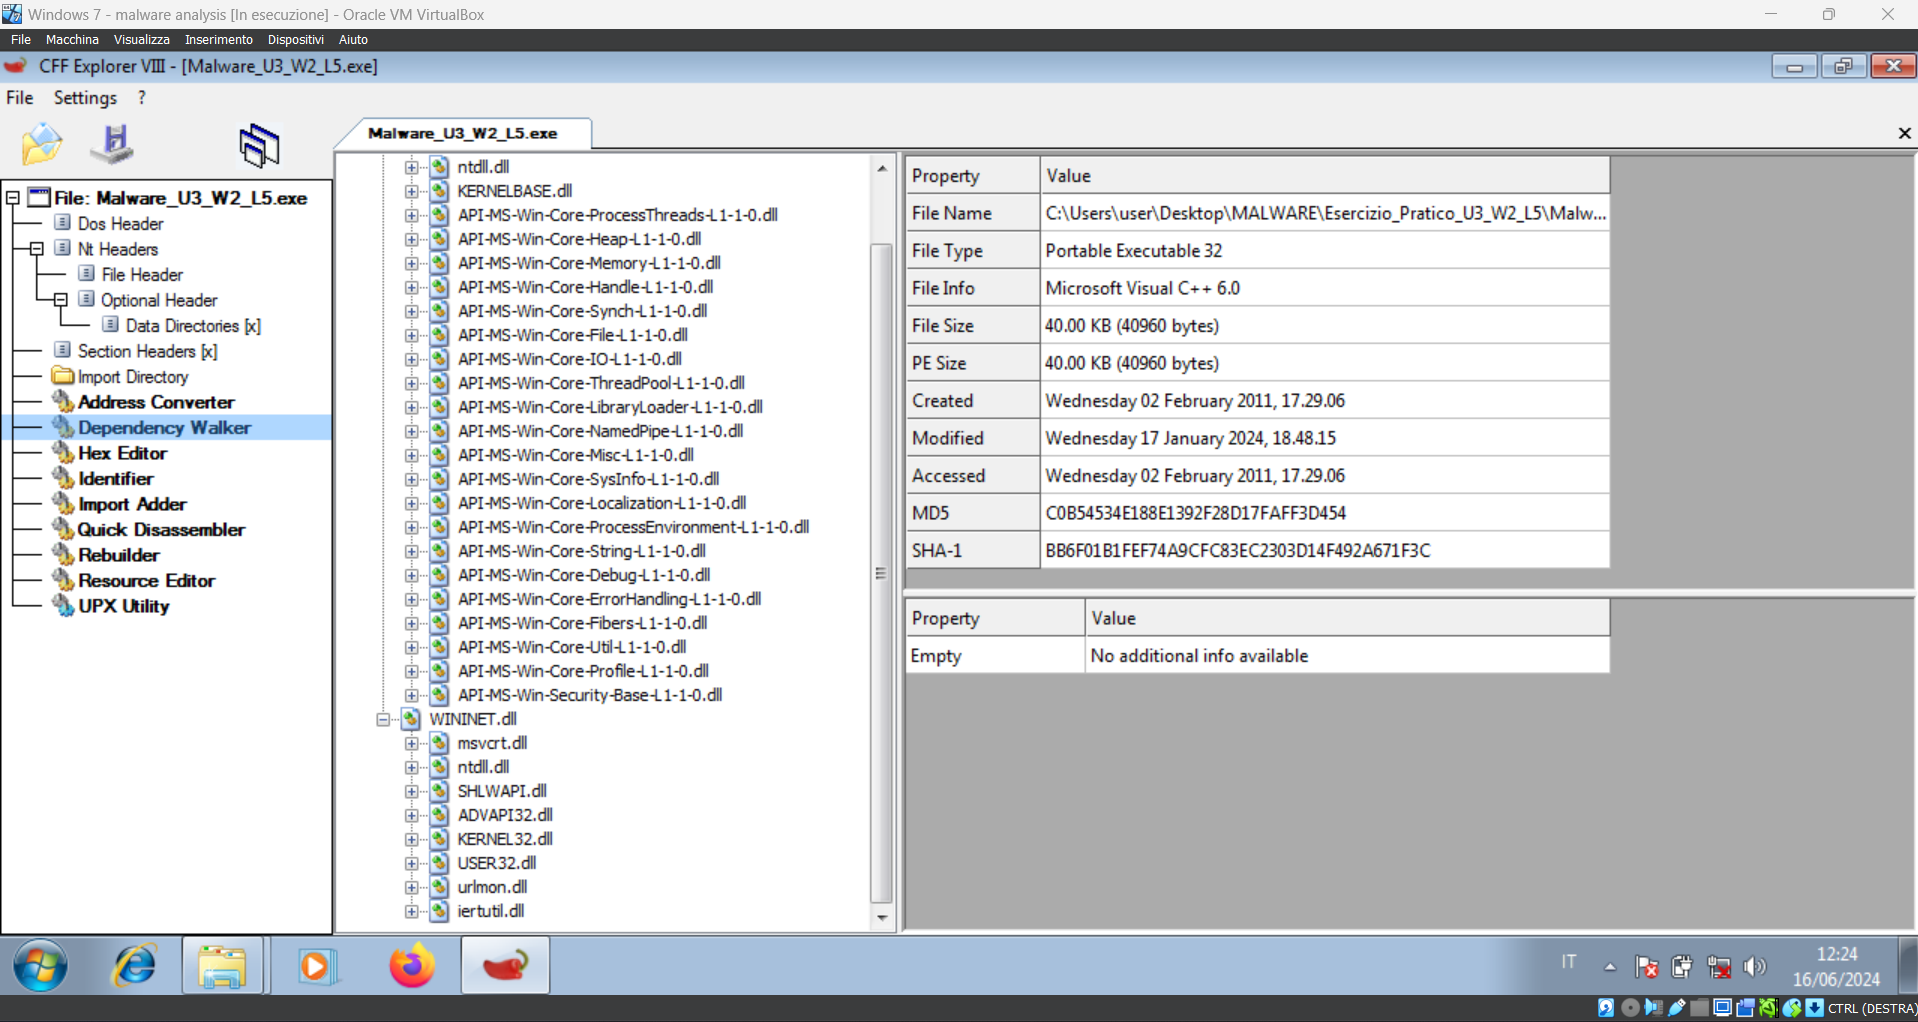 Windows 7 - malware analysis [In esecuzione] - Oracle VM VirtualBox
File Macchina Visualizza Inserimento Dispositivi Aiuto
CFF Explorer VIII - [Malware_U3_W2_L5.exe]
File Settings ?
Malware_U3_W2_L5.exe
File: Malware_U3_W2_L5.exe
Dos Header
Nt Headers
File Header
Optional Header
Data Directories [x]
Section Headers [x]
Import Directory
Address Converter
Dependency Walker
Hex Editor
Identifier
Import Adder
Quick Disassembler
Rebuilder
Resource Editor
UPX Utility
ntdll.dll
KERNELBASE.dll
API-MS-Win-Core-ProcessThreads-L1-1-0.dll
API-MS-Win-Core-Heap-L1-1-0.dll
API-MS-Win-Core-Memory-L1-1-0.dll
API-MS-Win-Core-Handle-L1-1-0.dll
API-MS-Win-Core-Synch-L1-1-0.dll
API-MS-Win-Core-File-L1-1-0.dll
API-MS-Win-Core-IO-L1-1-0.dll
API-MS-Win-Core-ThreadPool-L1-1-0.dll
API-MS-Win-Core-LibraryLoader-L1-1-0.dll
API-MS-Win-Core-NamedPipe-L1-1-0.dll
API-MS-Win-Core-Misc-L1-1-0.dll
API-MS-Win-Core-SysInfo-L1-1-0.dll
API-MS-Win-Core-Localization-L1-1-0.dll
API-MS-Win-Core-ProcessEnvironment-L1-1-0.dll
API-MS-Win-Core-String-L1-1-0.dll
API-MS-Win-Core-Debug-L1-1-0.dll
API-MS-Win-Core-ErrorHandling-L1-1-0.dll
API-MS-Win-Core-Fibers-L1-1-0.dll
API-MS-Win-Core-Util-L1-1-0.dll
API-MS-Win-Core-Profile-L1-1-0.dll
API-MS-Win-Security-Base-L1-1-0.dll
WININET.dll
msvcrt.dll
ntdll.dll
SHLWAPI.dll
ADVAPI32.dll
KERNEL32.dll
USER32.dll
urlmon.dll
iertutil.dll
Property Value
File Name C:\Users\user\Desktop\MALWARE\Esercizio_Pratico_U3_W2_L5\Malw...
File Type Portable Executable 32
File Info Microsoft Visual C++ 6.0
File Size 40.00 KB (40960 bytes)
PE Size 40.00 KB (40960 bytes)
Created Wednesday 02 February 2011, 17.29.06
Modified Wednesday 17 January 2024, 18.48.15
Accessed Wednesday 02 February 2011, 17.29.06
MD5 C0B54534E188E1392F28D17FAFF3D454
SHA-1 BB6F01B1FEF74A9CFC83EC2303D14F492A671F3C
Property Value
Empty No additional info available
IT
12:24
16/06/2024
CTRL (DESTRA)